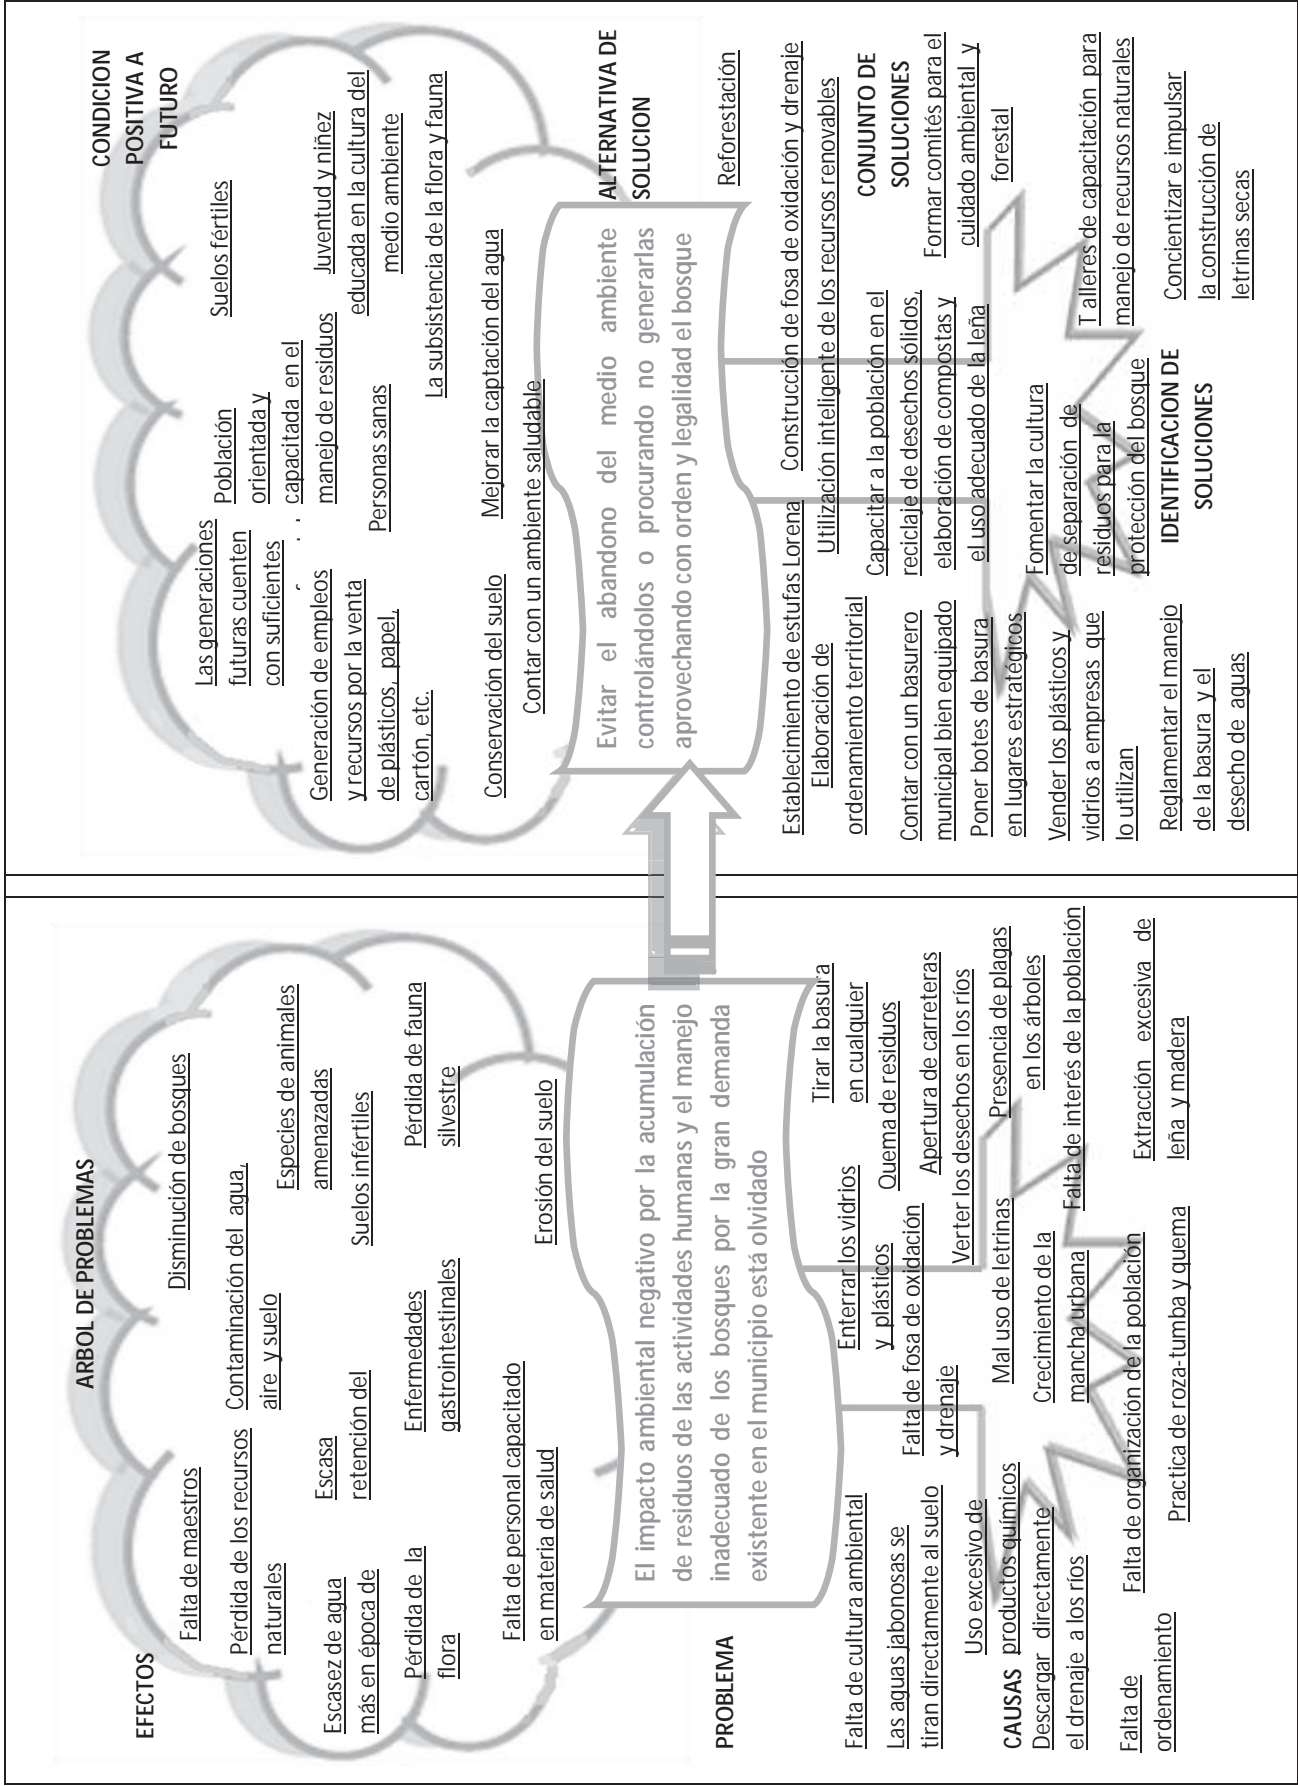 ARBOL DE PROBLEMAS
EFECTOS
Falta de maestros
Disminución de bosques
Pérdida de los recursos
naturales
Contaminación del agua,
aire y suelo
Especies de animales
amenazadas
Escasez de agua
más en época de
Escasa
retención del
Suelos infértiles
Pérdida de la
flora
Enfermedades
gastrointestinales
Pérdida de fauna
silvestre
Falta de personal capacitado
en materia de salud
Erosión del suelo
PROBLEMA
El impacto ambiental negativo por la acumulación
de residuos de las actividades humanas y el manejo
inadecuado de los bosques por la gran demanda
existente en el municipio está olvidado
Falta de cultura ambiental
Las aguas jabonosas se
tiran directamente al suelo
Enterrar los vidrios
y plásticos
Tirar la basura
en cualquier
Quema de residuos
Falta de fosa de oxidación
y drenaje
Apertura de carreteras
Verter los desechos en los ríos
Uso excesivo de
productos químicos
Mal uso de letrinas
Presencia de plagas
en los árboles
CAUSAS
Descargar directamente
el drenaje a los ríos
Crecimiento de la
mancha urbana
Falta de interés de la población
Falta de
ordenamiento
Falta de organización de la población
Extracción excesiva de
leña y madera
Practica de roza-tumba y quema
CONDICION
POSITIVA A
FUTURO
Las generaciones
futuras cuenten
con suficientes
Población
orientada y
capacitada en el
manejo de residuos
Suelos fértiles
Generación de empleos
y recursos por la venta
de plásticos, papel,
cartón, etc.
Personas sanas
Juventud y niñez
educada en la cultura del
medio ambiente
La subsistencia de la flora y fauna
Conservación del suelo
Mejorar la captación del agua
Contar con un ambiente saludable
ALTERNATIVA DE
SOLUCION
Evitar el abandono del medio ambiente
controlándolos o procurando no generarlas
aprovechando con orden y legalidad el bosque
Reforestación
Establecimiento de estufas Lorena
Construcción de fosa de oxidación y drenaje
Elaboración de
ordenamiento territorial
Utilización inteligente de los recursos renovables
CONJUNTO DE
SOLUCIONES
Capacitar a la población en el
reciclaje de desechos sólidos,
elaboración de compostas y
el uso adecuado de la leña
Formar comités para el
cuidado ambiental y
forestal
Contar con un basurero
municipal bien equipado
Poner botes de basura
en lugares estratégicos
Fomentar la cultura
de separación de
residuos para la
protección del bosque
Vender los plásticos y
vidrios a empresas que
lo utilizan
T alleres de capacitación para
manejo de recursos naturales
IDENTIFICACION DE
SOLUCIONES
Reglamentar el manejo
de la basura y el
desecho de aguas
Concientizar e impulsar
la construcción de
letrinas secas